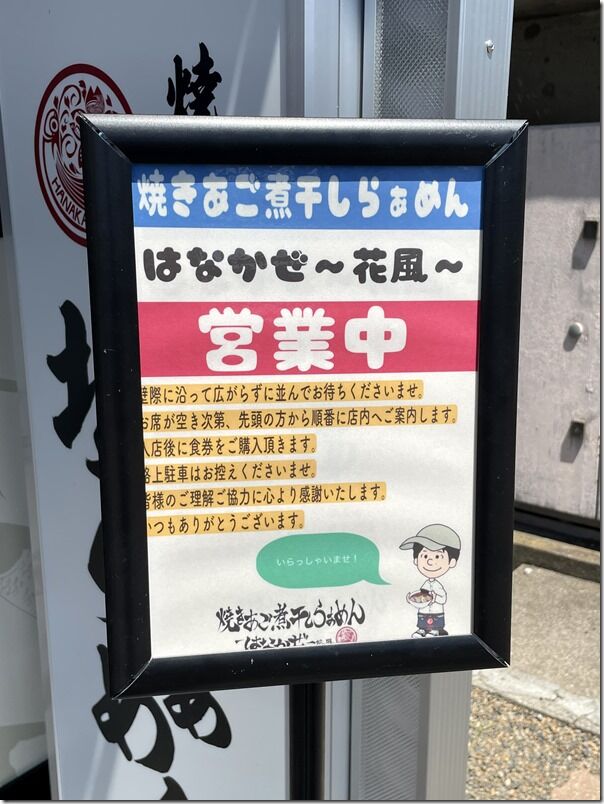 焼
HANAKA
焼きあご煮干しらぁめん
はなかぜ～花風～
営業中
壁際に沿って広がらずに並んでお待ちくださいませ。
お席が空き次第、先頭の方から順番に店内へご案内します。
入店後に食券をご購入頂きます。
路上駐車はお控えくださいませ。
皆様のご理解ご協力に心より感謝いたします。
いつもありがとうございます。
いらっしゃいませ！
焼きあご煮干しらぁめん
はなかぜ